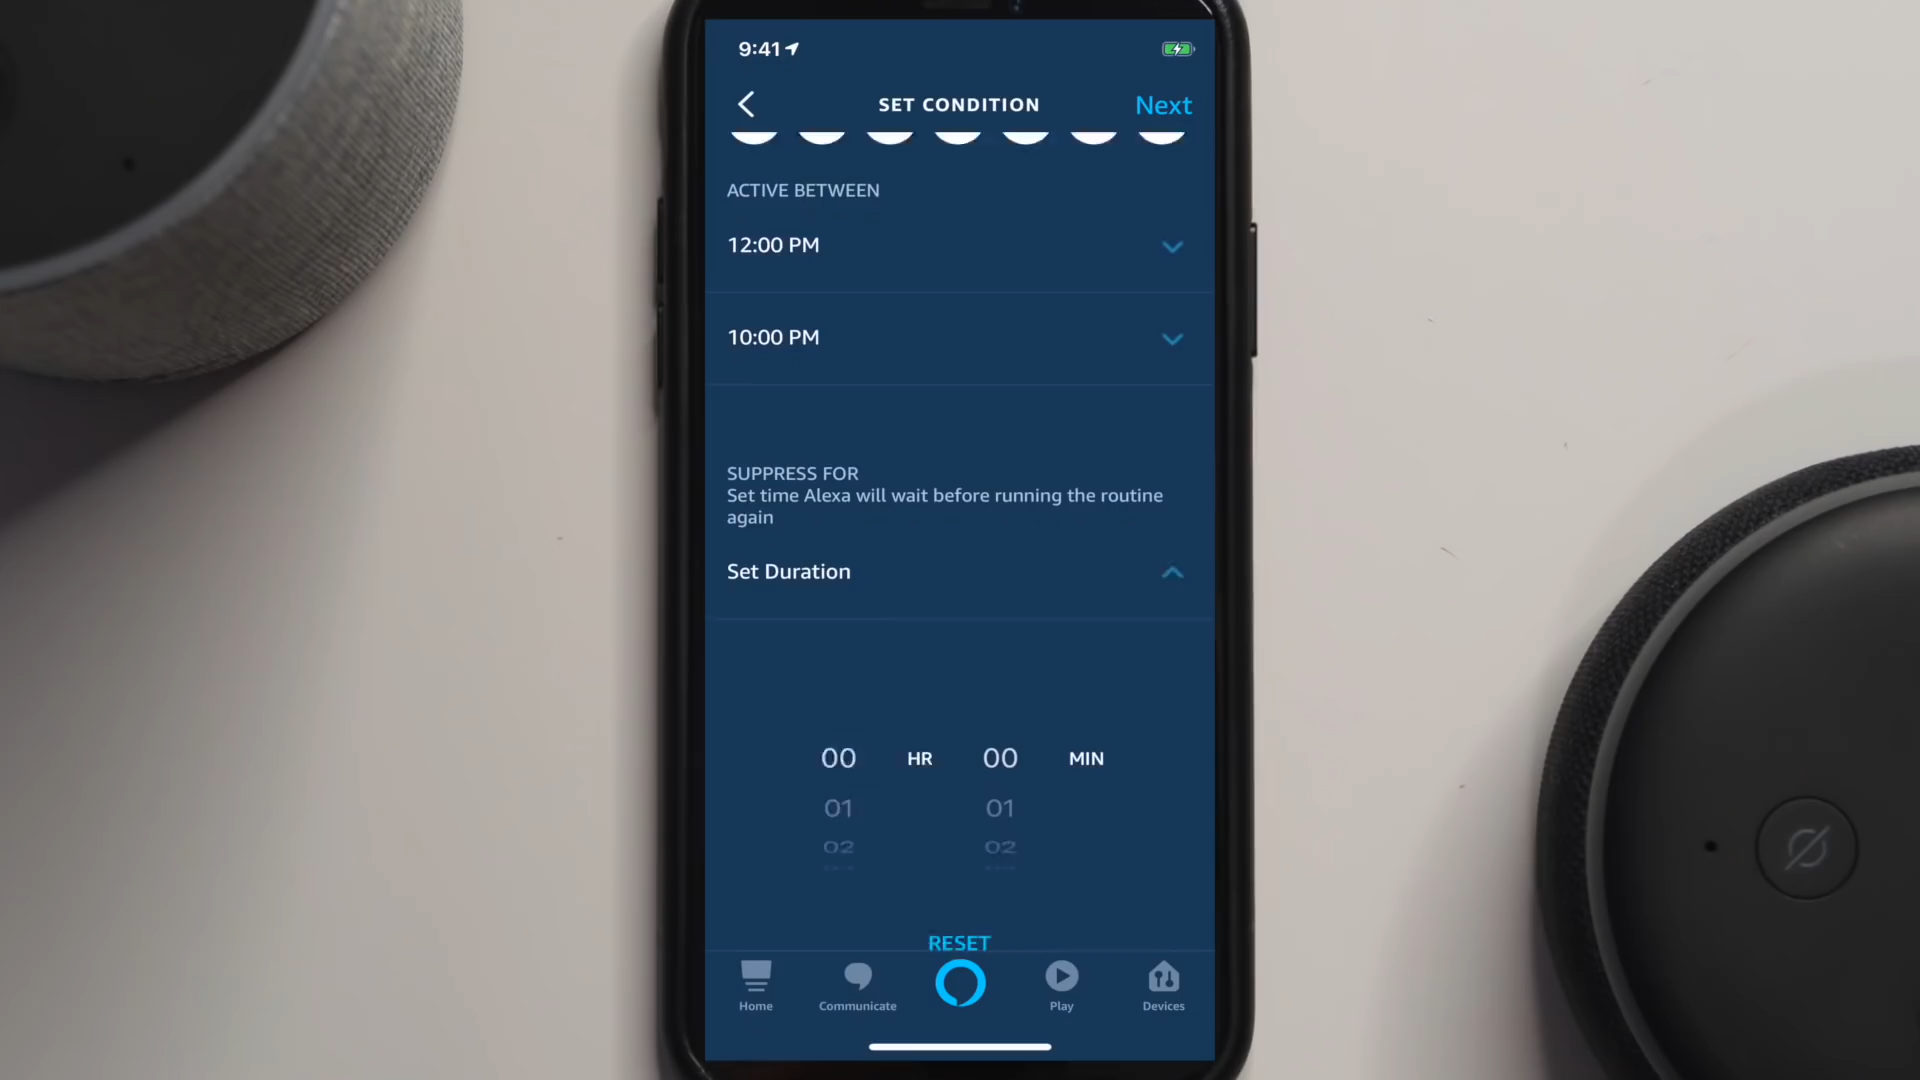 9:41
SET CONDITION
Next
ACTIVE BETWEEN
12:00 PM
10:00 PM
SUPPRESS FOR
Set time Alexa will wait before running the routine
again
Set Duration
00 HR 00 MIN
01 01
02 02
RESET
Home Communicate Play Devices